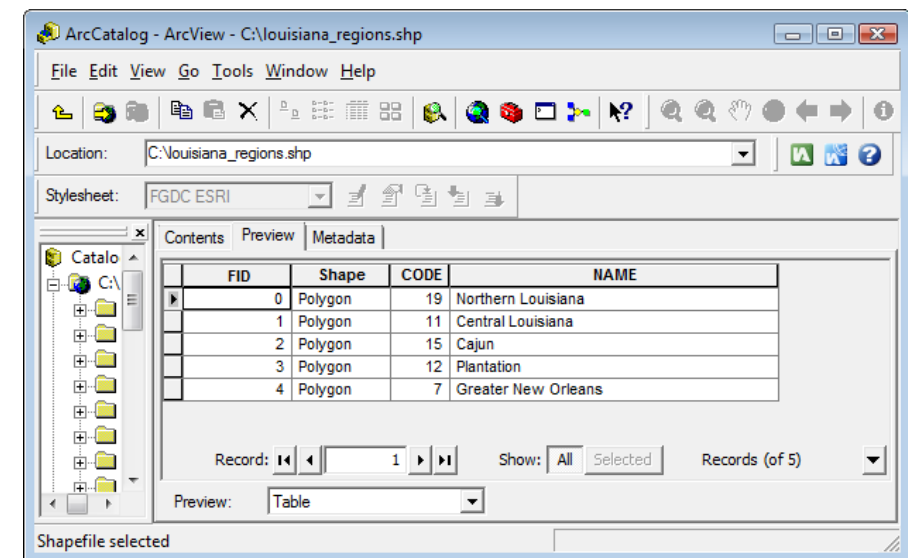 ArcCatalog - ArcView - C:\louisiana_regions.shp
File Edit View Go Tools Window Help
Location: C:\louisiana_regions.shp
Stylesheet: FGDC ESRI
Contents Preview Metadata
Catalo
C:\
FID Shape CODE NAME
0 Polygon 19 Northern Louisiana
1 Polygon 11 Central Louisiana
2 Polygon 15 Cajun
3 Polygon 12 Plantation
4 Polygon 7 Greater New Orleans
Record: 1 Show: All Selected Records (of 5)
Preview: Table
Shapefile selected